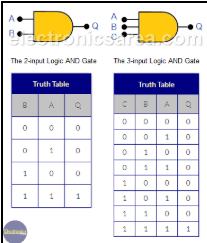 A
B
Q
A
B
C
Q
electronicsarea.com
The 2-input Logic AND Gate
The 3-input Logic AND Gate
Truth Table
B A Q
0 0 0
0 1 0
1 0 0
1 1 1
Truth Table
C B A Q
0 0 0 0
0 0 1 0
0 1 0 0
0 1 1 0
1 0 0 0
1 0 1 0
1 1 0 0
1 1 1 1